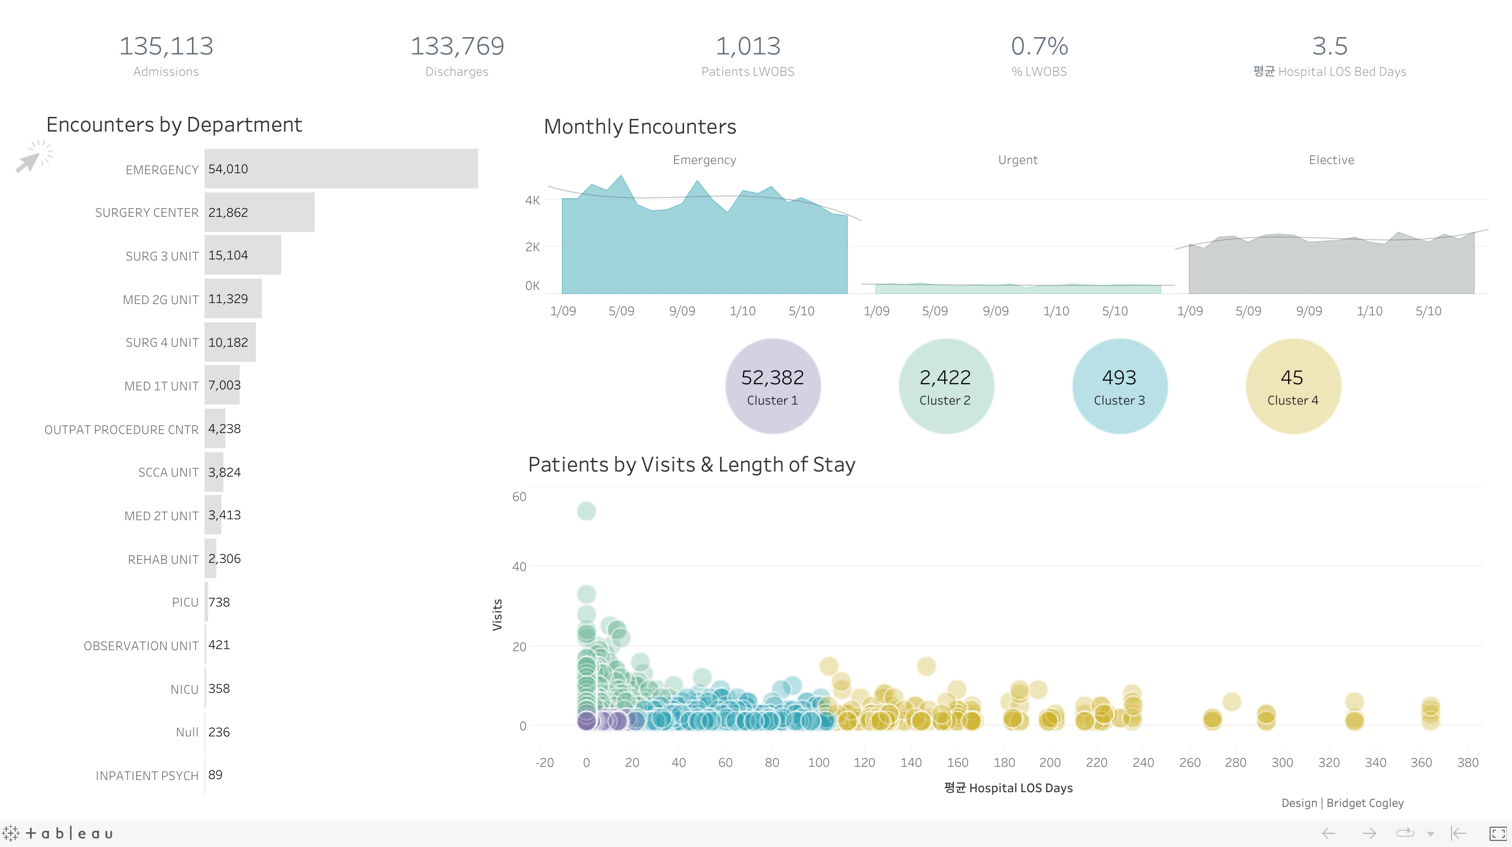 135,113
Admissions
133,769
Discharges
1,013
Patients LWOBS
0.7%
% LWOBS
3.5
평균 Hospital LOS Bed Days
Encounters by Department
EMERGENCY 54,010
SURGERY CENTER 21,862
SURG 3 UNIT 15,104
MED 2G UNIT 11,329
SURG 4 UNIT 10,182
MED 1T UNIT 7,003
OUTPAT PROCEDURE CNTR 4,238
SCCA UNIT 3,824
MED 2T UNIT 3,413
REHAB UNIT 2,306
PICU 738
OBSERVATION UNIT 421
NICU 358
Null 236
INPATIENT PSYCH 89
Monthly Encounters
Emergency Urgent Elective
4K
2K
0K
1/09 5/09 9/09 1/10 5/10 1/09 5/09 9/09 1/10 5/10 1/09 5/09 9/09 1/10 5/10
52,382
Cluster 1
2,422
Cluster 2
493
Cluster 3
45
Cluster 4
Patients by Visits & Length of Stay
Visits
60
40
20
0
-20 0 20 40 60 80 100 120 140 160 180 200 220 240 260 280 300 320 340 360 380
평균 Hospital LOS Days
Design | Bridget Cogley
+ableau